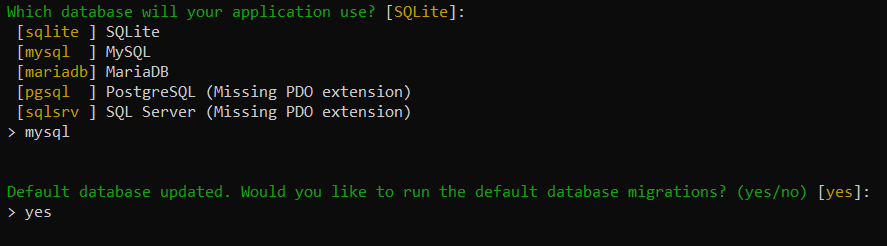 Which database will your application use? [SQLite]:
[sqlite ] SQLite
[mysql  ] MySQL
[mariadb] MariaDB
[pgsql  ] PostgreSQL (Missing PDO extension)
[sqlsrv ] SQL Server (Missing PDO extension)
> mysql
Default database updated. Would you like to run the default database migrations? (yes/no) [yes]:
> yes